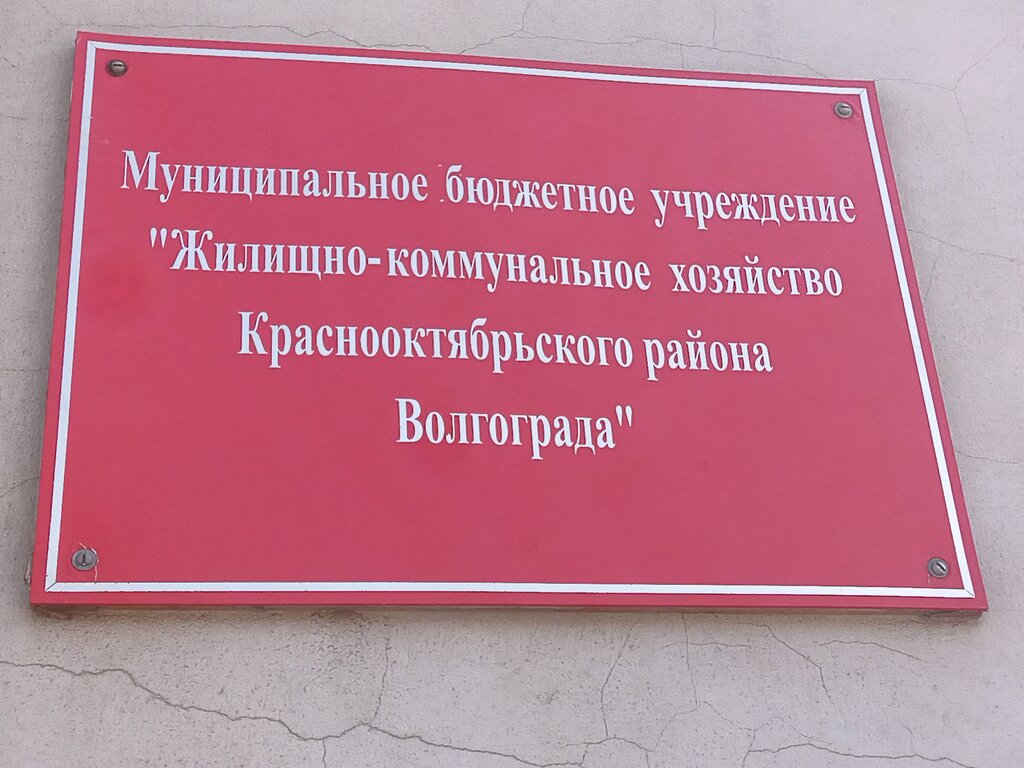 Муниципальное бюджетное учреждение
"Жилищно-коммунальное хозяйство
Краснооктябрьского района
Волгограда"